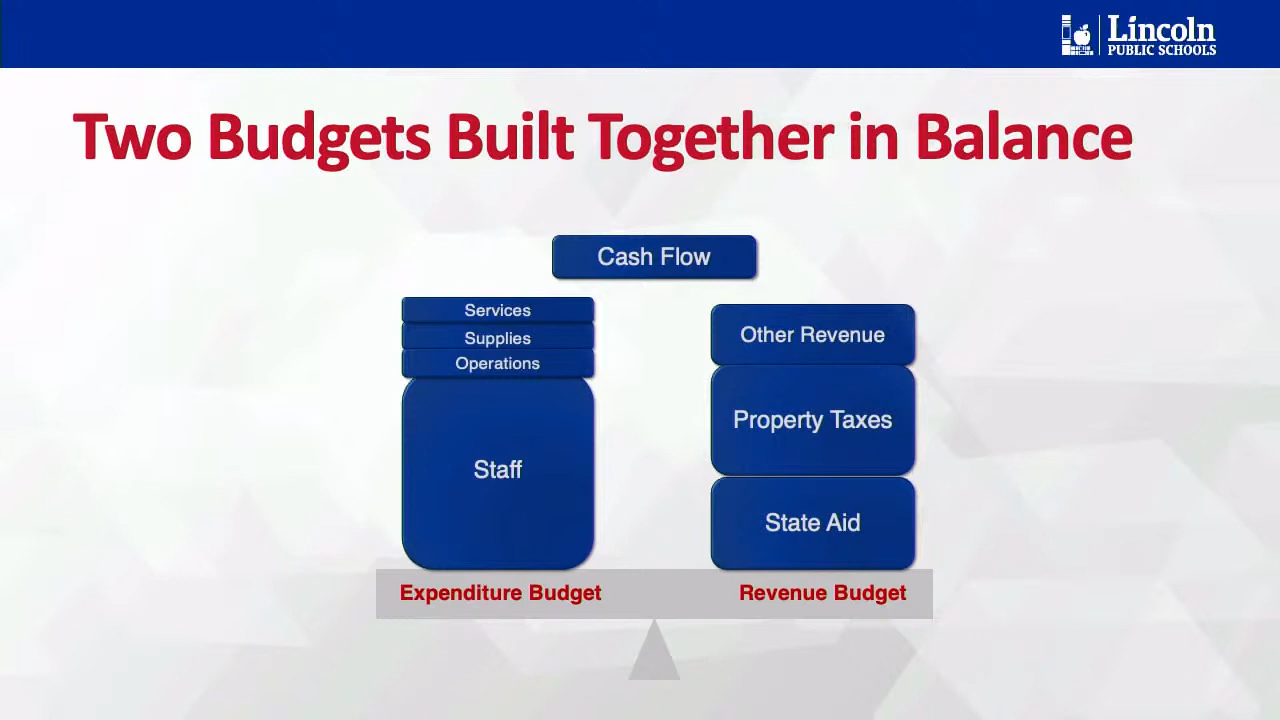 Lincoln
PUBLIC SCHOOLS
Two Budgets Built Together in Balance
Cash Flow
Services
Supplies
Operations
Staff
Other Revenue
Property Taxes
State Aid
Expenditure Budget
Revenue Budget